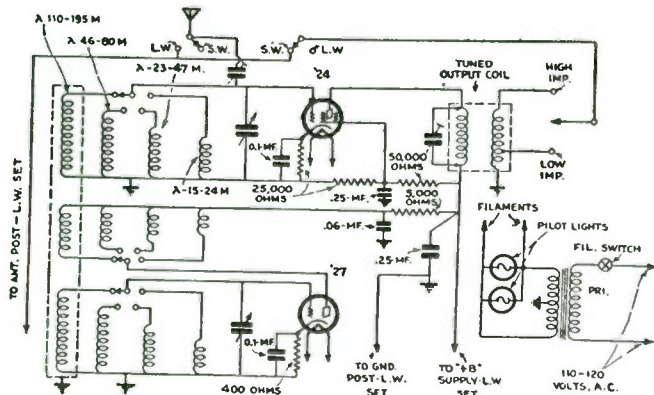 λ 110-195 M
λ 46-80 M
L.W.
S.W.
S.W.
L.W
λ-23-47 M.
'24
TUNED
OUTPUT COIL
HIGH
IMP.
LOW
IMP.
0.1-MF.
λ-15-24 M
25,000
OHMS
50,000
OHMS
.25-MF.
5,000
OHMS
.06-MF.
.25-MF.
TO ANT. POST-L.W. SET
'27
0.1-MF.
400 OHMS
TO GND.
POST-L.W.
SET
TO "+B"
SUPPLY-L.W
SET
FILAMENTS
PILOT LIGHTS
FIL. SWITCH
PRI.
110-120
VOLTS, A.C.